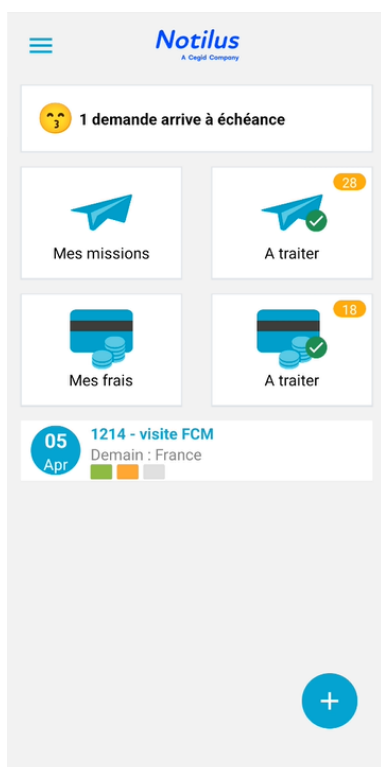 Notilus
A Cegid Company
1 demande arrive à échéance
28
Mes missions
A traiter
18
Mes frais
A traiter
05
Apr
1214 - visite FCM
Demain : France
+